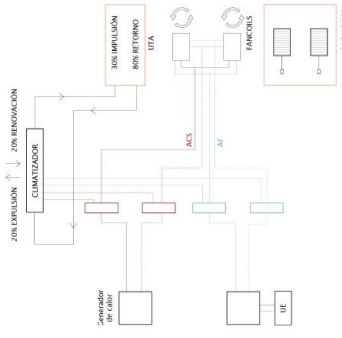 20% EXPULSIÓN
20% RENOVACIÓN
CLIMATIZADOR
30% IMPULSIÓN
80% RETORNO
UTA
FANCOILS
ACS
AF
Generador
de calor
UE